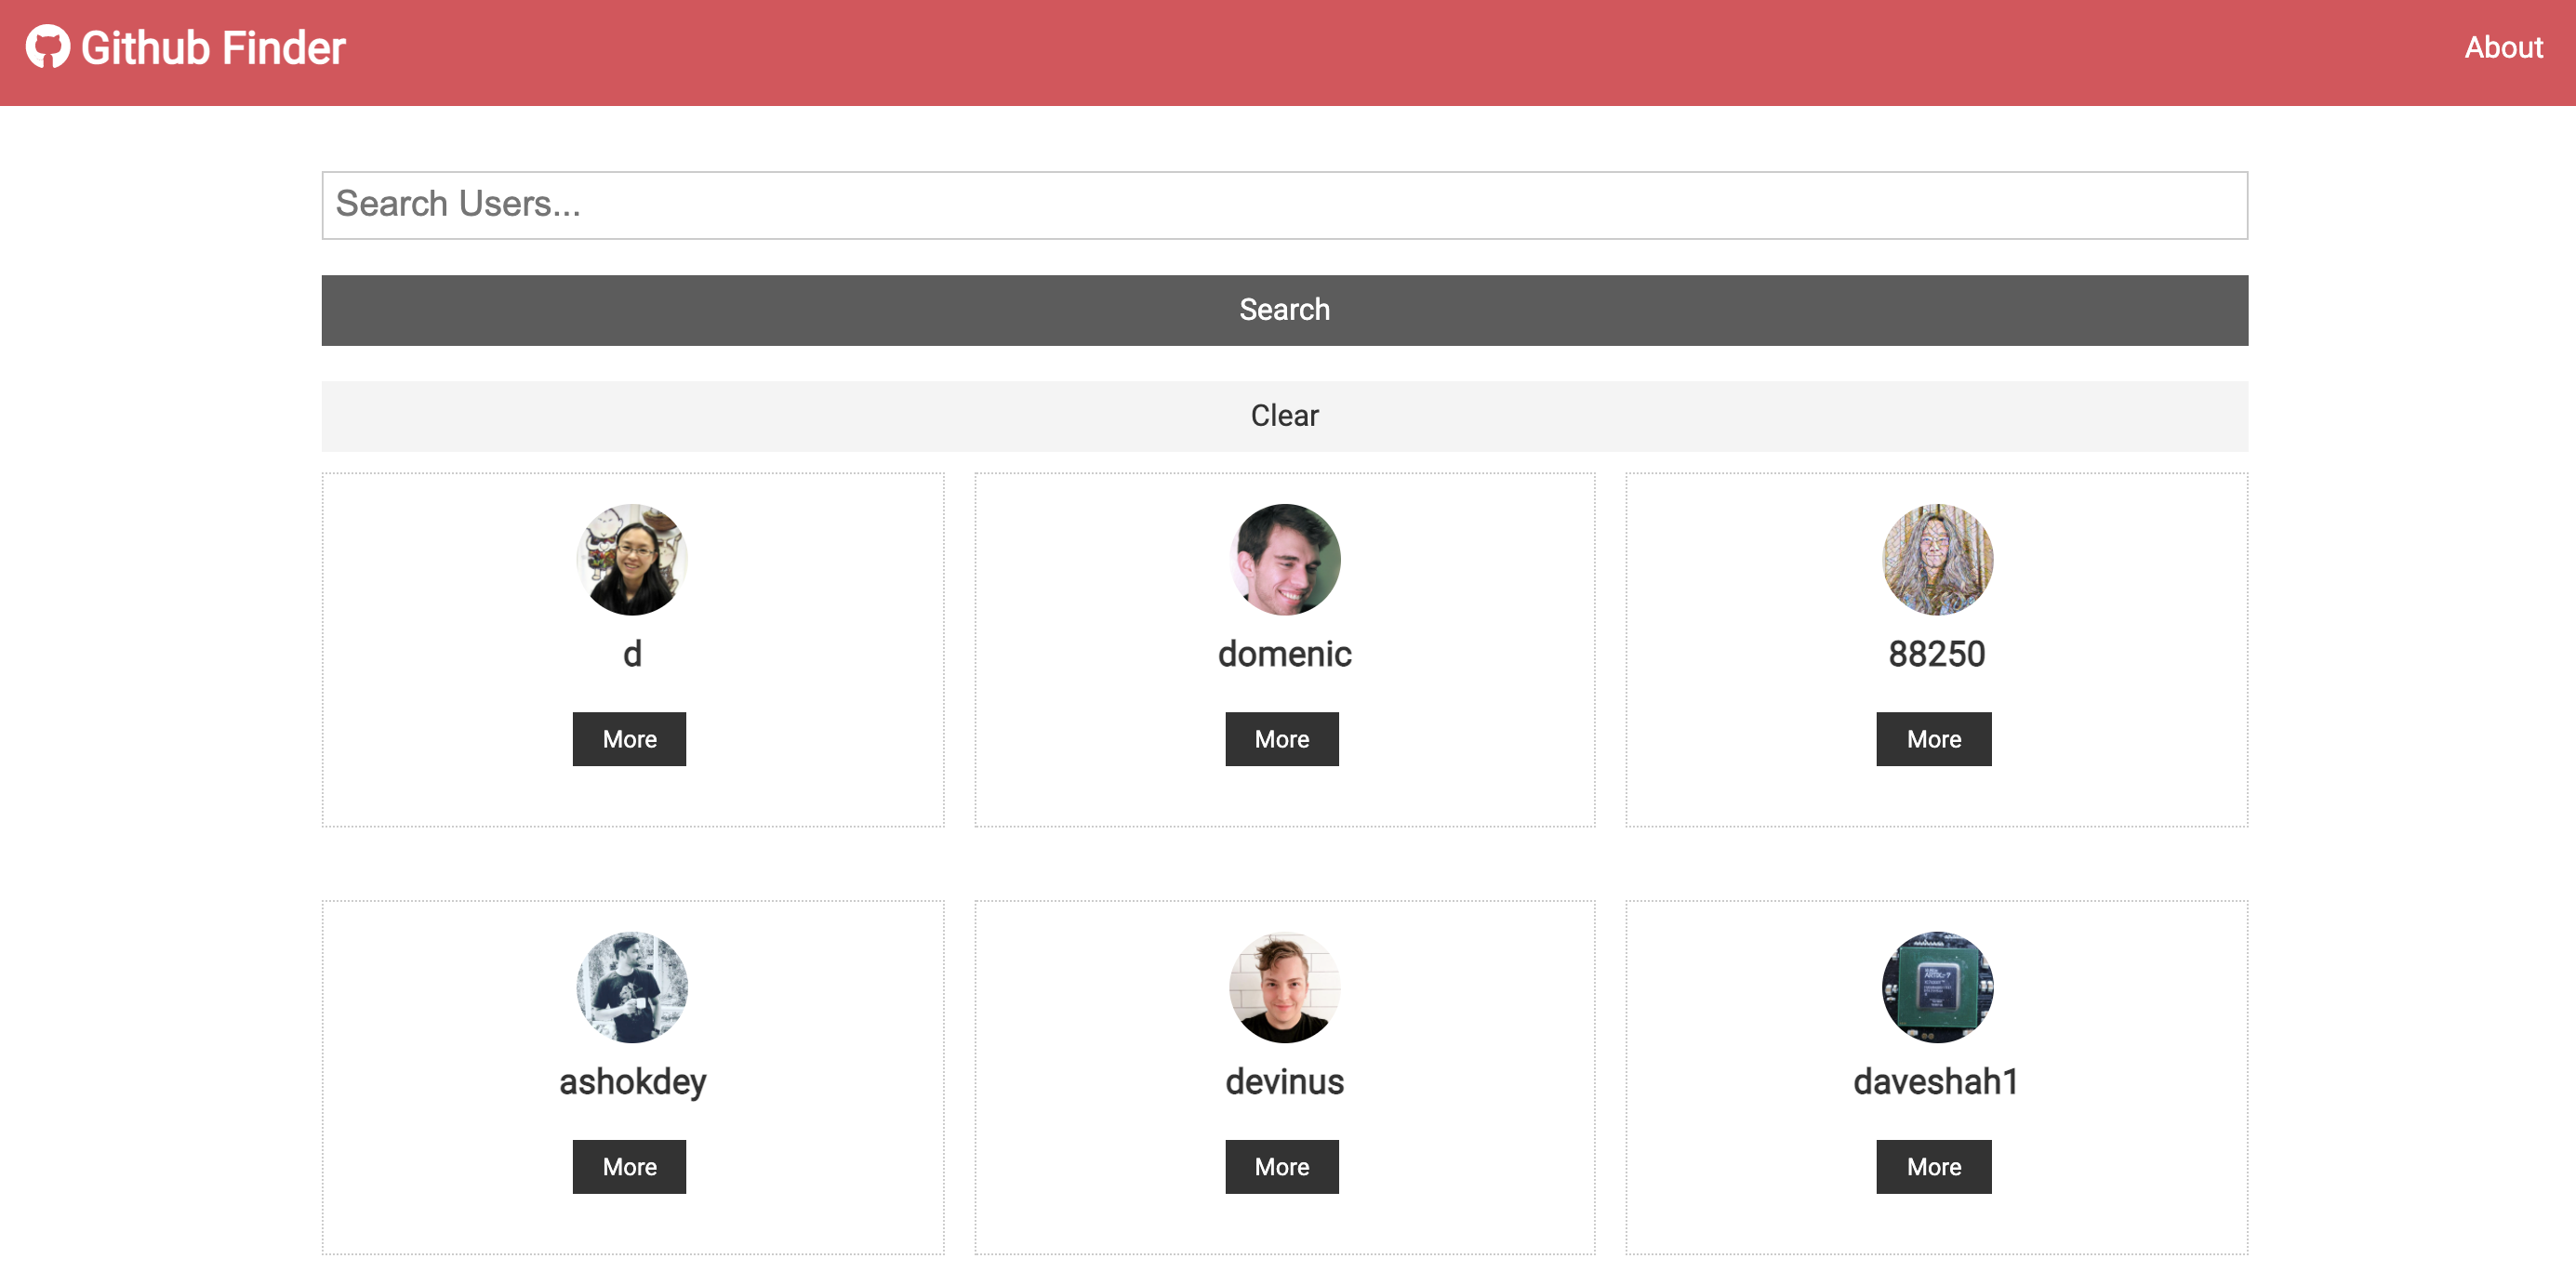 Github Finder
About
Search Users...
Search
Clear
d
domenic
88250
More
More
More
ashokdey
devinus
daveshah1
More
More
More